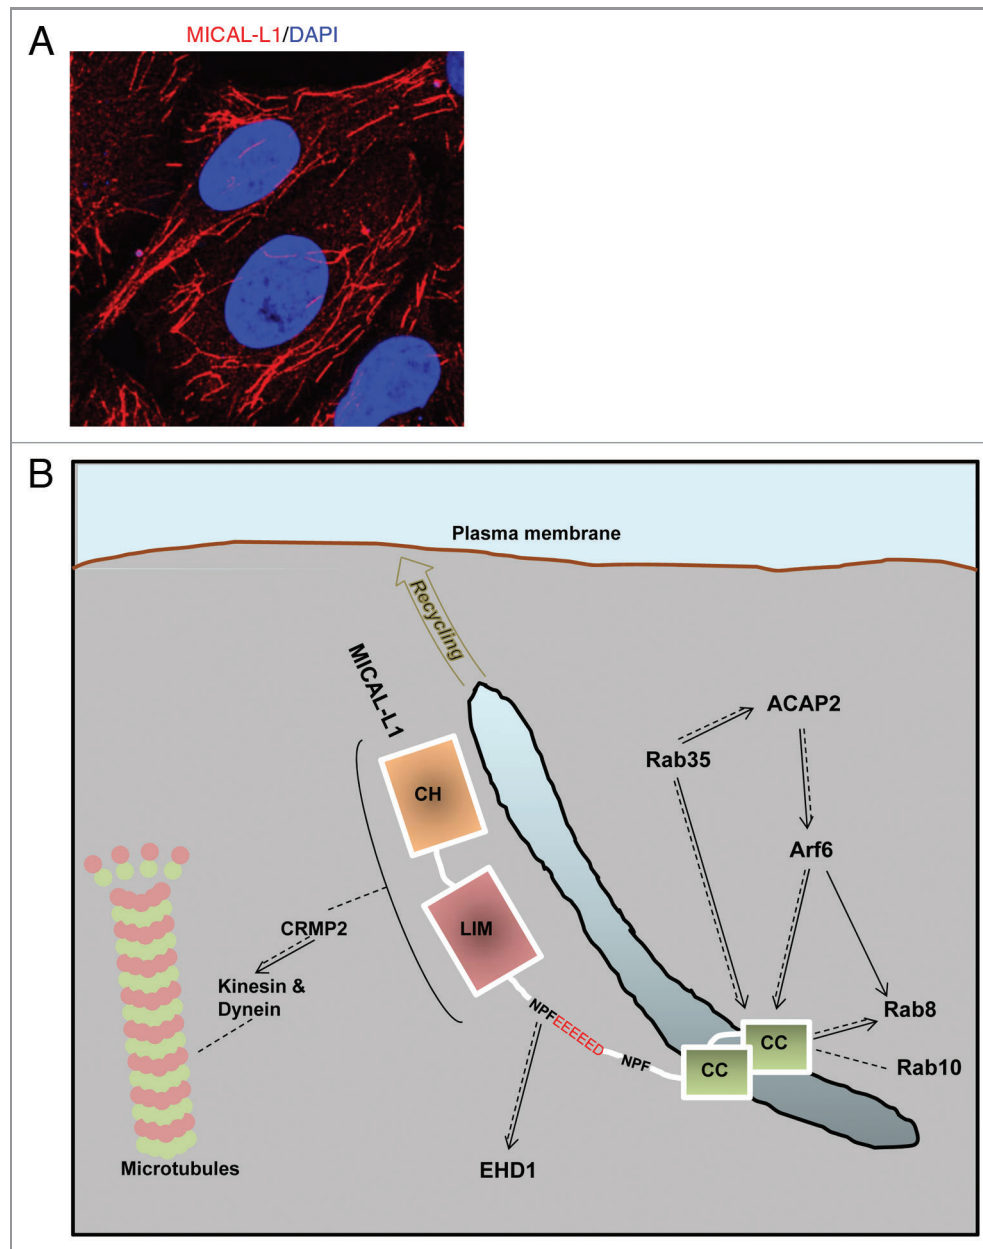 A
MICAL-L1/DAPI
B
Plasma membrane
Recycling
MICAL-L1
ACAP2
Rab35
CH
Arf6
LIM
CRMP2
Kinesin &
Dynein
NPFEEEEEED
NPF
Rab8
CC
CC
Rab10
Microtubules
EHD1